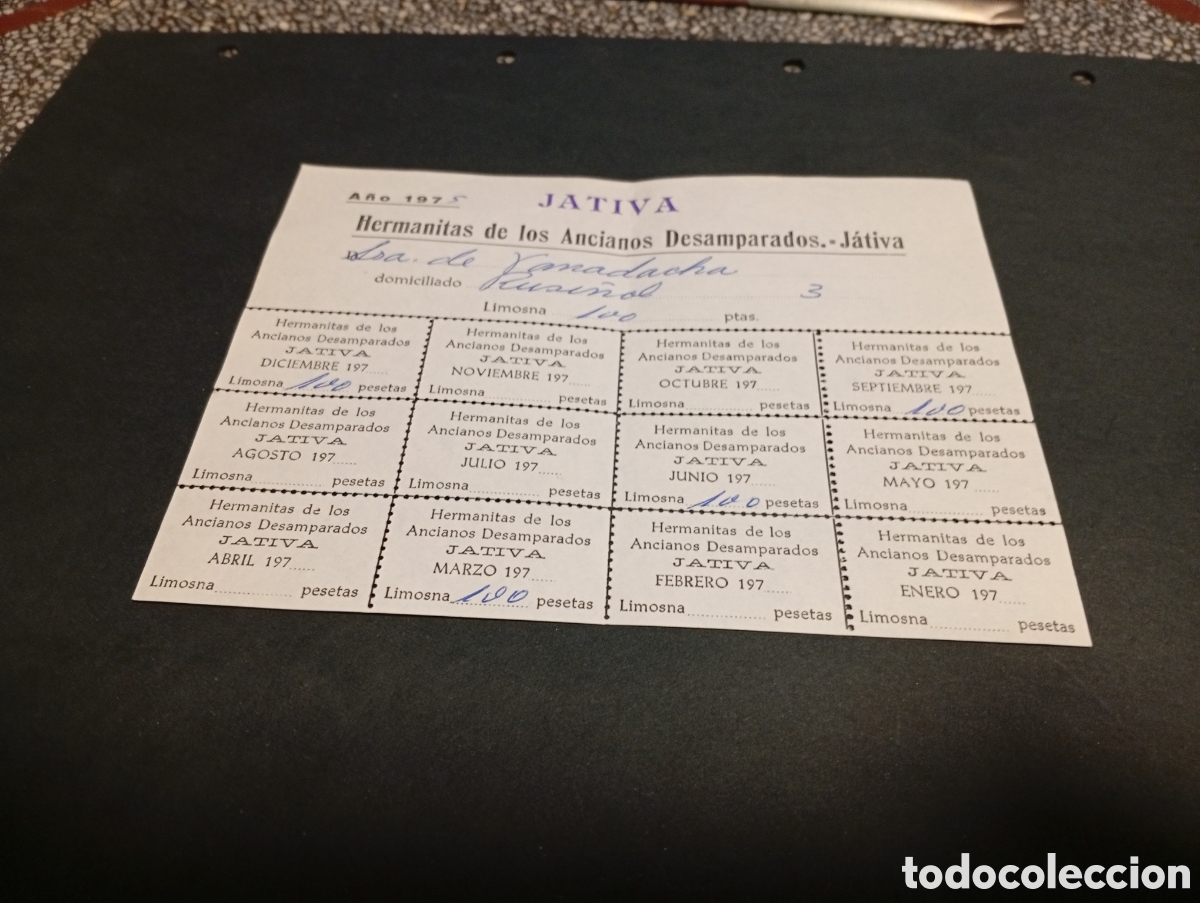 Año 1975 JATIVA
Hermanitas de los Ancianos Desamparados.-Játiva
Sra. de
domiciliado Rusiñol 3
Limosna 100 ptas.
Hermanitas de los
Ancianos Desamparados
JATIVA
DICIEMBRE 197......
Limosna 100 pesetas
Hermanitas de los
Ancianos Desamparados
JATIVA
NOVIEMBRE 197......
Limosna.................. pesetas
Hermanitas de los
Ancianos Desamparados
JATIVA
OCTUBRE 197......
Limosna.................. pesetas
Hermanitas de los
Ancianos Desamparados
JATIVA
SEPTIEMBRE 197......
Limosna 100 pesetas
Hermanitas de los
Ancianos Desamparados
JATIVA
AGOSTO 197......
Limosna.................. pesetas
Hermanitas de los
Ancianos Desamparados
JATIVA
JULIO 197......
Limosna.................. pesetas
Hermanitas de los
Ancianos Desamparados
JATIVA
JUNIO 197......
Limosna 100 pesetas
Hermanitas de los
Ancianos Desamparados
JATIVA
MAYO 197......
Limosna.................. pesetas
Hermanitas de los
Ancianos Desamparados
JATIVA
ABRIL 197......
Limosna.................. pesetas
Hermanitas de los
Ancianos Desamparados
JATIVA
MARZO 197......
Limosna 100 pesetas
Hermanitas de los
Ancianos Desamparados
JATIVA
FEBRERO 197......
Limosna.................. pesetas
Hermanitas de los
Ancianos Desamparados
JATIVA
ENERO 197......
Limosna.................. pesetas
todocoleccion